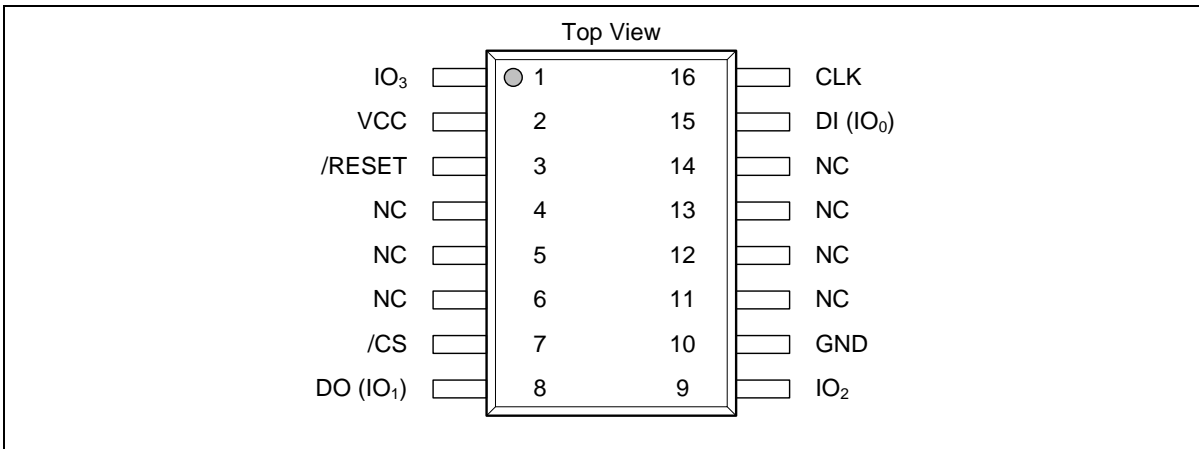 Top View
IO₃ 1 16 CLK
VCC 2 15 DI (IO₀)
/RESET 3 14 NC
NC 4 13 NC
NC 5 12 NC
NC 6 11 NC
/CS 7 10 GND
DO (IO₁) 8 9 IO₂